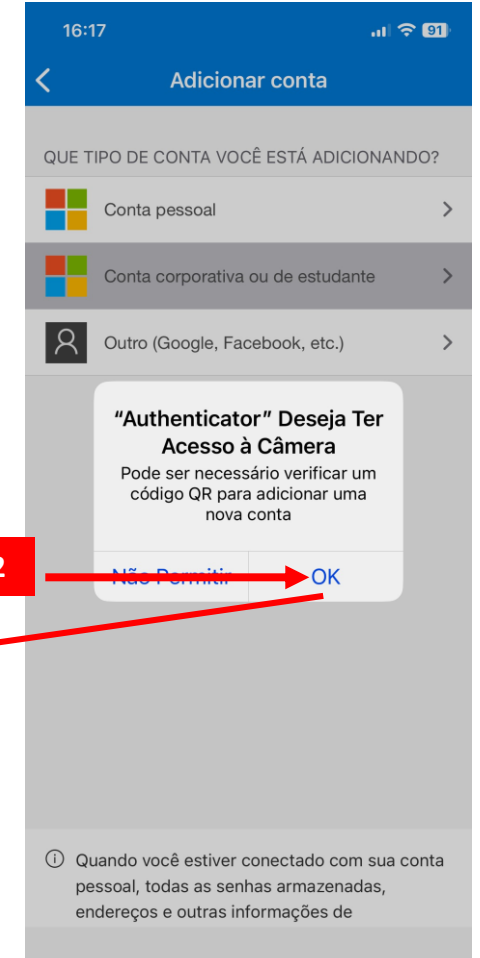 16:17
91
Adicionar conta
QUE TIPO DE CONTA VOCÊ ESTÁ ADICIONANDO?
Conta pessoal
Conta corporativa ou de estudante
Outro (Google, Facebook, etc.)
“Authenticator” Deseja Ter
Acesso à Câmera
Pode ser necessário verificar um
código QR para adicionar uma
nova conta
2
Não Permitir
OK
Quando você estiver conectado com sua conta
pessoal, todas as senhas armazenadas,
endereços e outras informações de